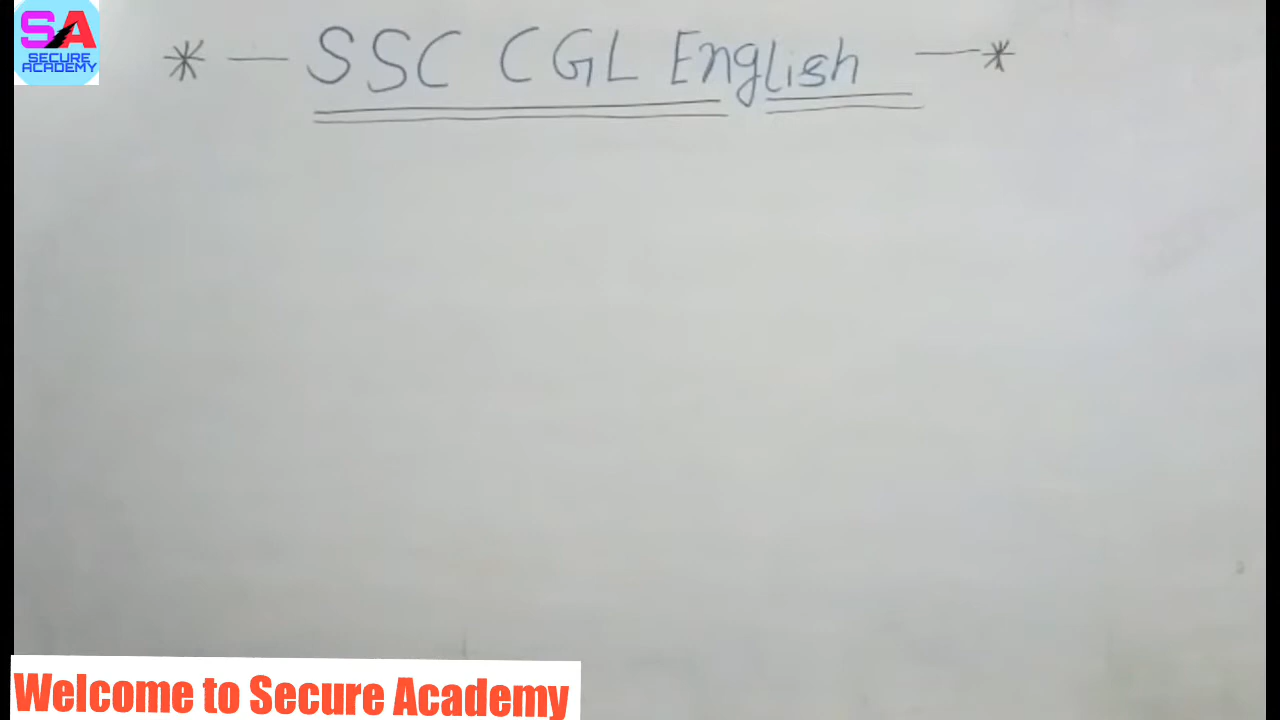 SA
SECURE
ACADEMY
* — SSC CGL English — *
Welcome to Secure Academy